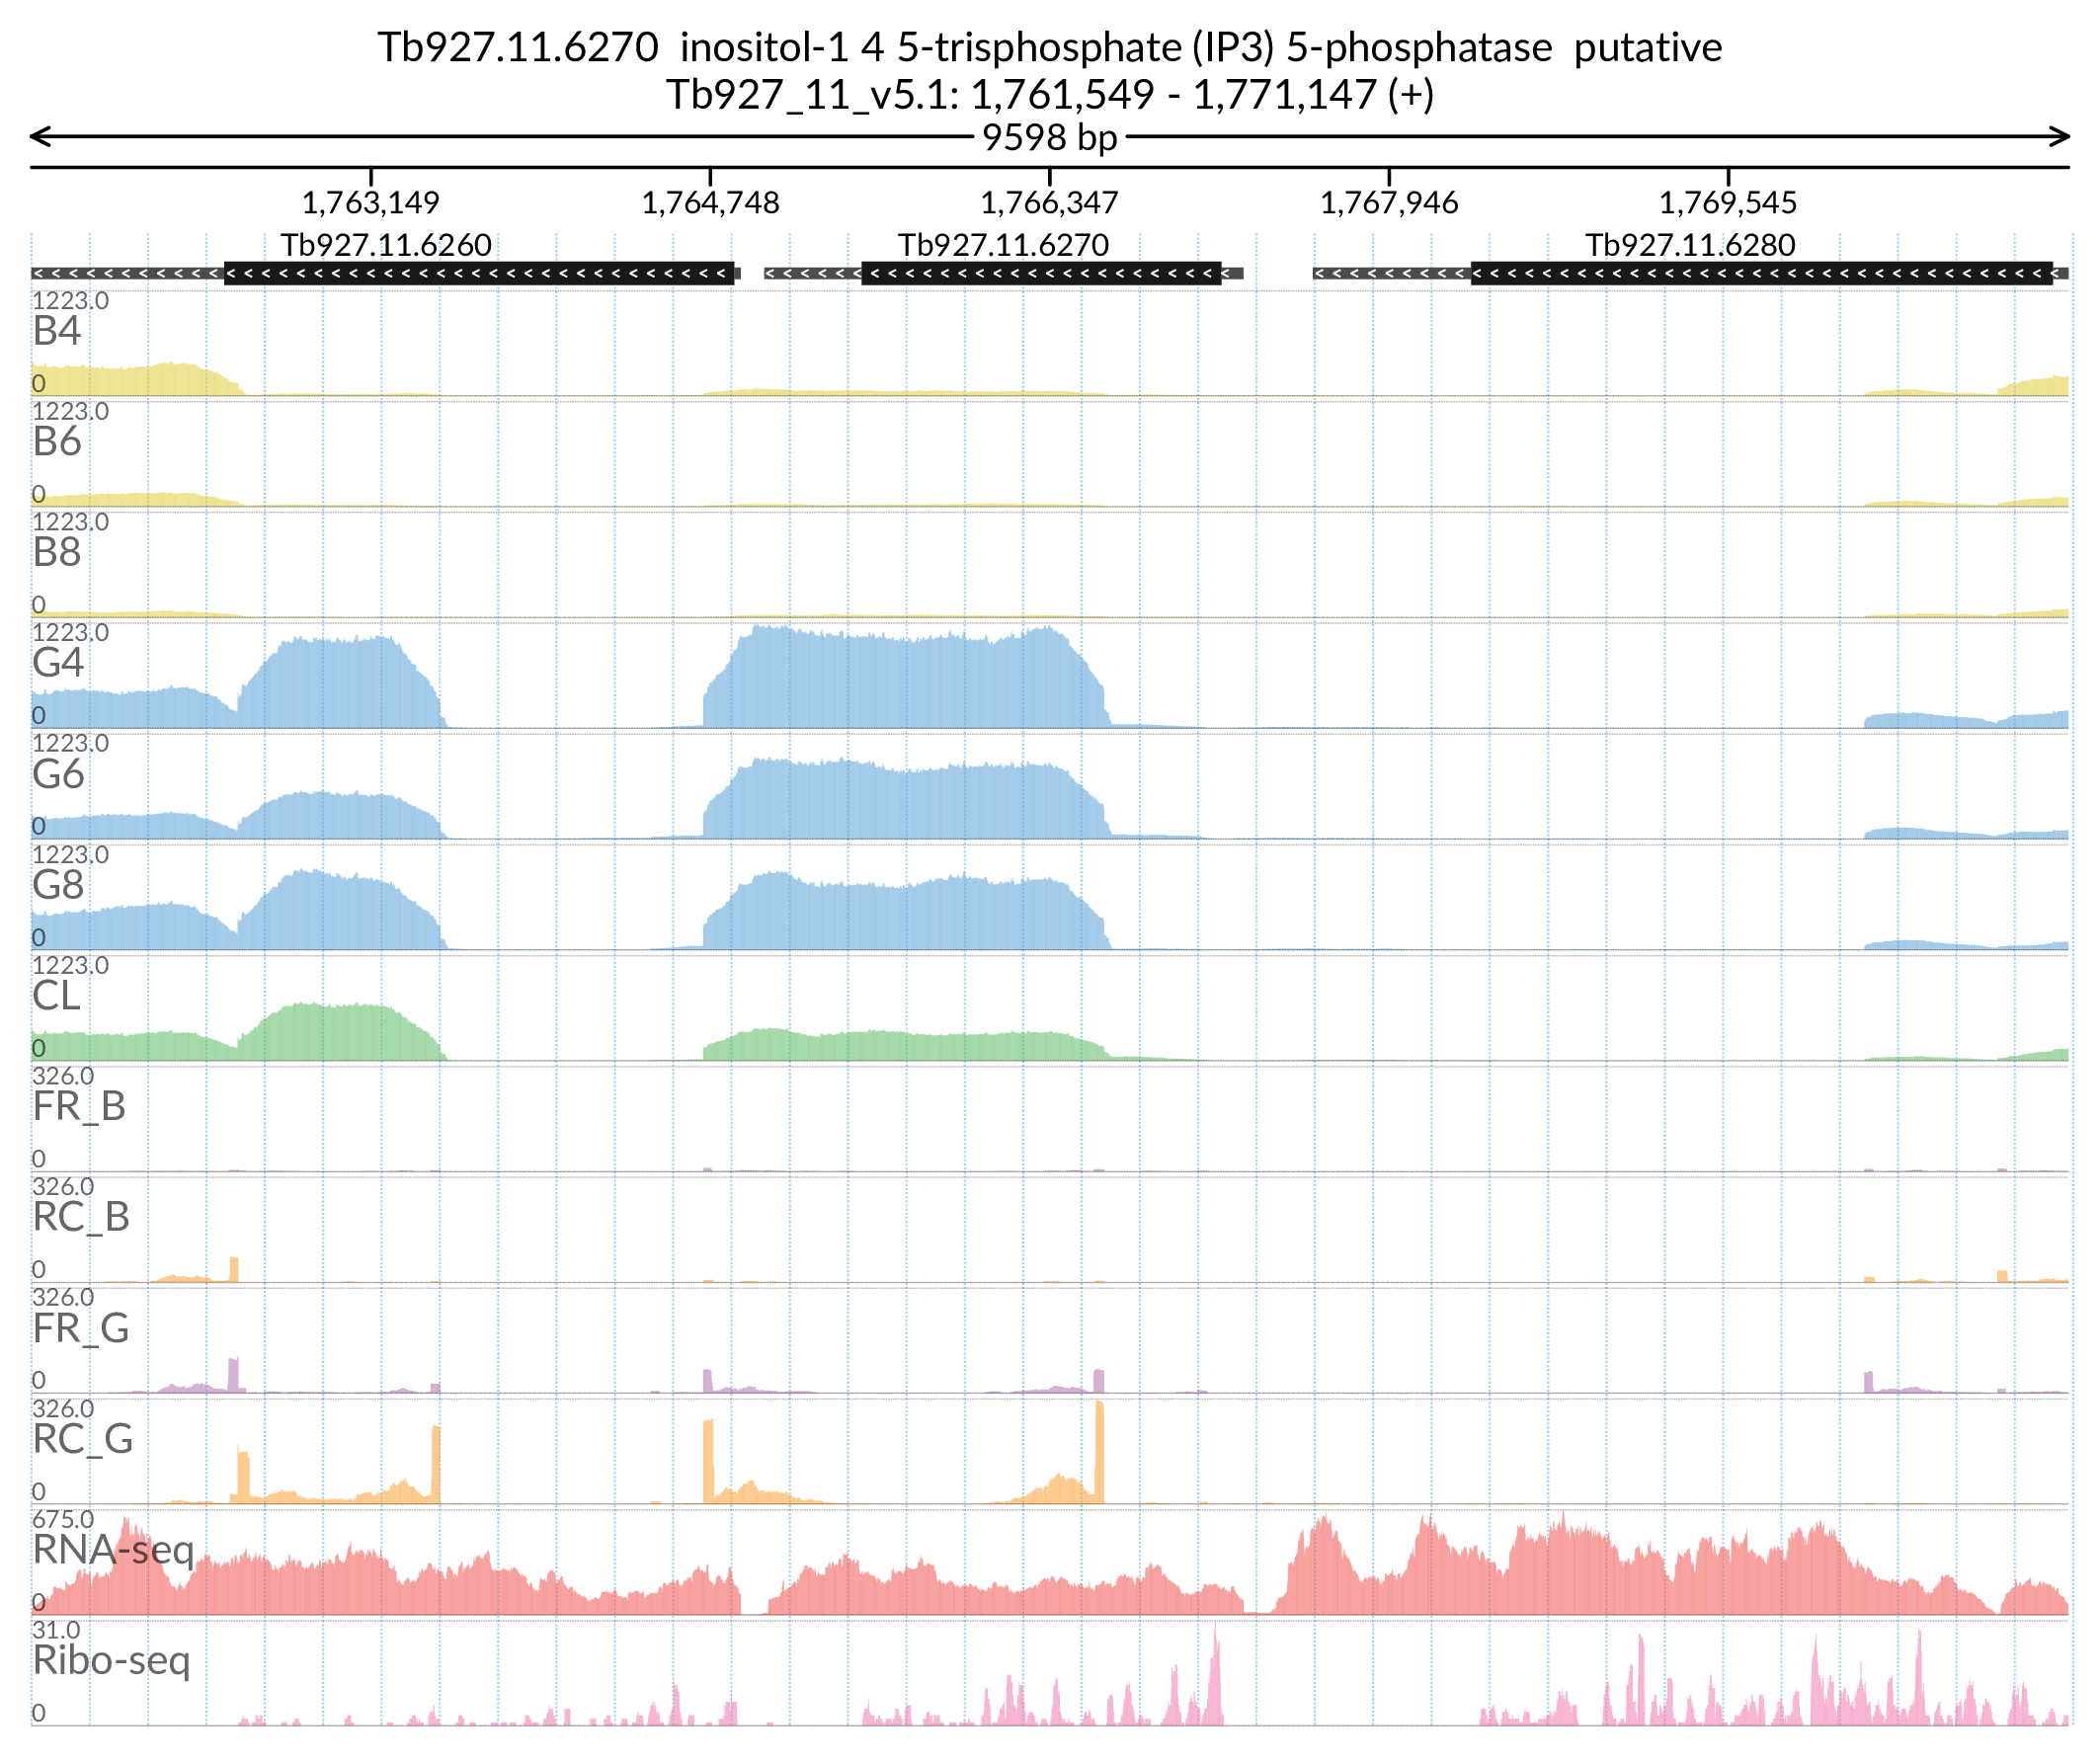 Tb927.11.6270 inositol-1 4 5-trisphosphate (IP3) 5-phosphatase putative
Tb927_11_v5.1: 1,761,549 - 1,771,147 (+)
9598 bp
1,763,149 1,764,748 1,766,347 1,767,946 1,769,545
Tb927.11.6260 Tb927.11.6270 Tb927.11.6280
1223.0
B4
0
1223.0
B6
0
1223.0
B8
0
1223.0
G4
0
1223.0
G6
0
1223.0
G8
0
1223.0
CL
0
326.0
FR_B
0
326.0
RC_B
0
326.0
FR_G
0
326.0
RC_G
0
675.0
RNA-seq
0
31.0
Ribo-seq
0